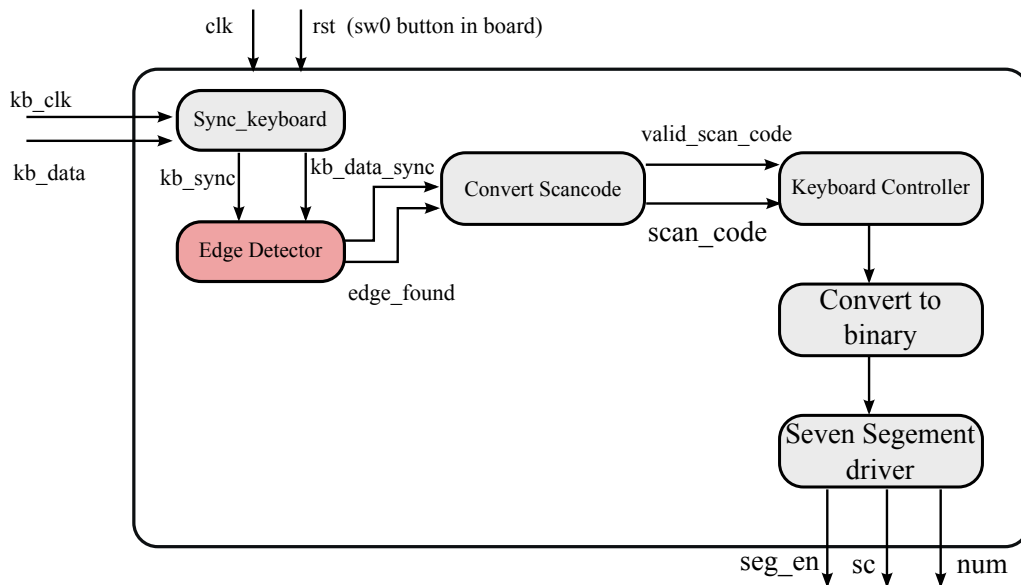 clk
rst (sw0 button in board)
kb_clk
kb_data
Sync_keyboard
kb_sync
kb_data_sync
Edge Detector
edge_found
Convert Scancode
valid_scan_code
scan_code
Keyboard Controller
Convert to
binary
Seven Segement
driver
seg_en
sc
num